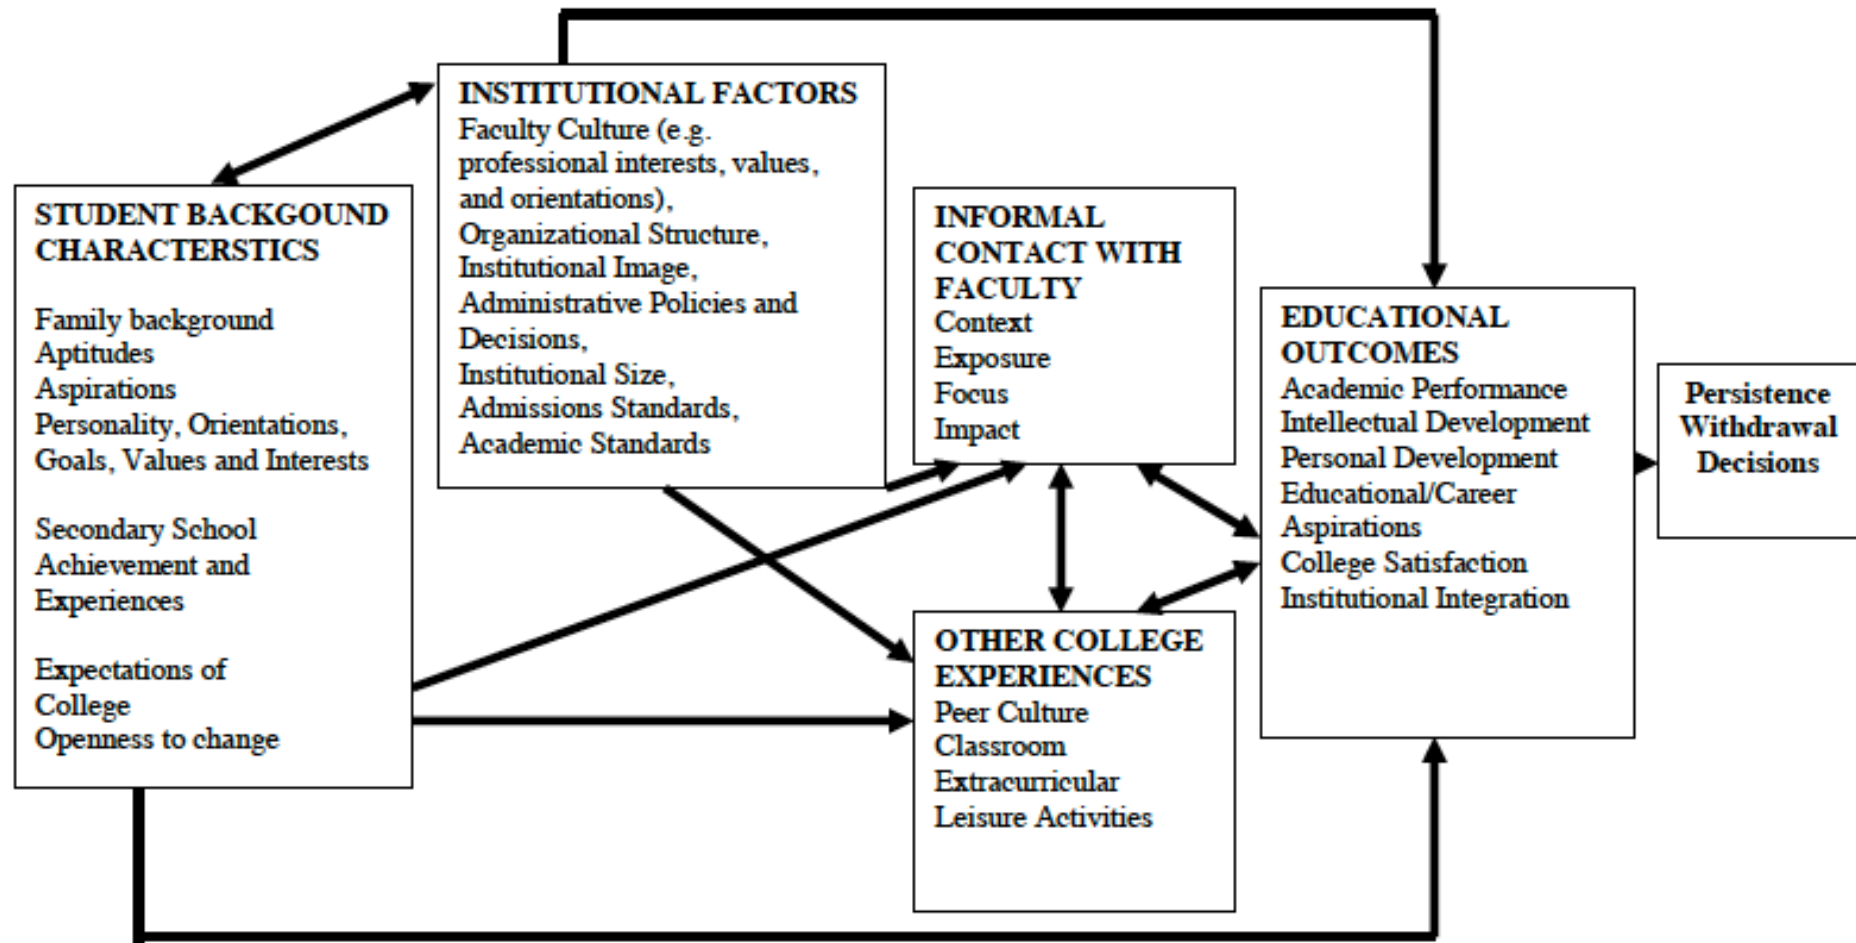 INSTITUTIONAL FACTORS
Faculty Culture (e.g.
professional interests, values,
and orientations),
Organizational Structure,
Institutional Image,
Administrative Policies and
Decisions,
Institutional Size,
Admissions Standards,
Academic Standards
STUDENT BACKGOUND
CHARACTERSTICS
Family background
Aptitudes
Aspirations
Personality, Orientations,
Goals, Values and Interests
Secondary School
Achievement and
Experiences
Expectations of
College
Openness to change
INFORMAL
CONTACT WITH
FACULTY
Context
Exposure
Focus
Impact
OTHER COLLEGE
EXPERIENCES
Peer Culture
Classroom
Extracurricular
Leisure Activities
EDUCATIONAL
OUTCOMES
Academic Performance
Intellectual Development
Personal Development
Educational/Career
Aspirations
College Satisfaction
Institutional Integration
Persistence
Withdrawal
Decisions